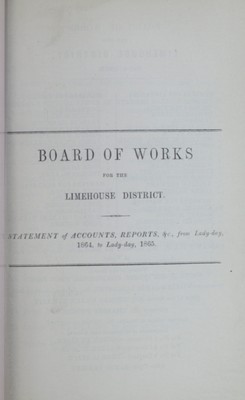 BOARD OF WORKS
FOR THE
LIMEHOUSE DISTRICT.
STATEMENT of ACCOUNTS, REPORTS, &c., from Lady-day,
1864, to Lady-day, 1865.